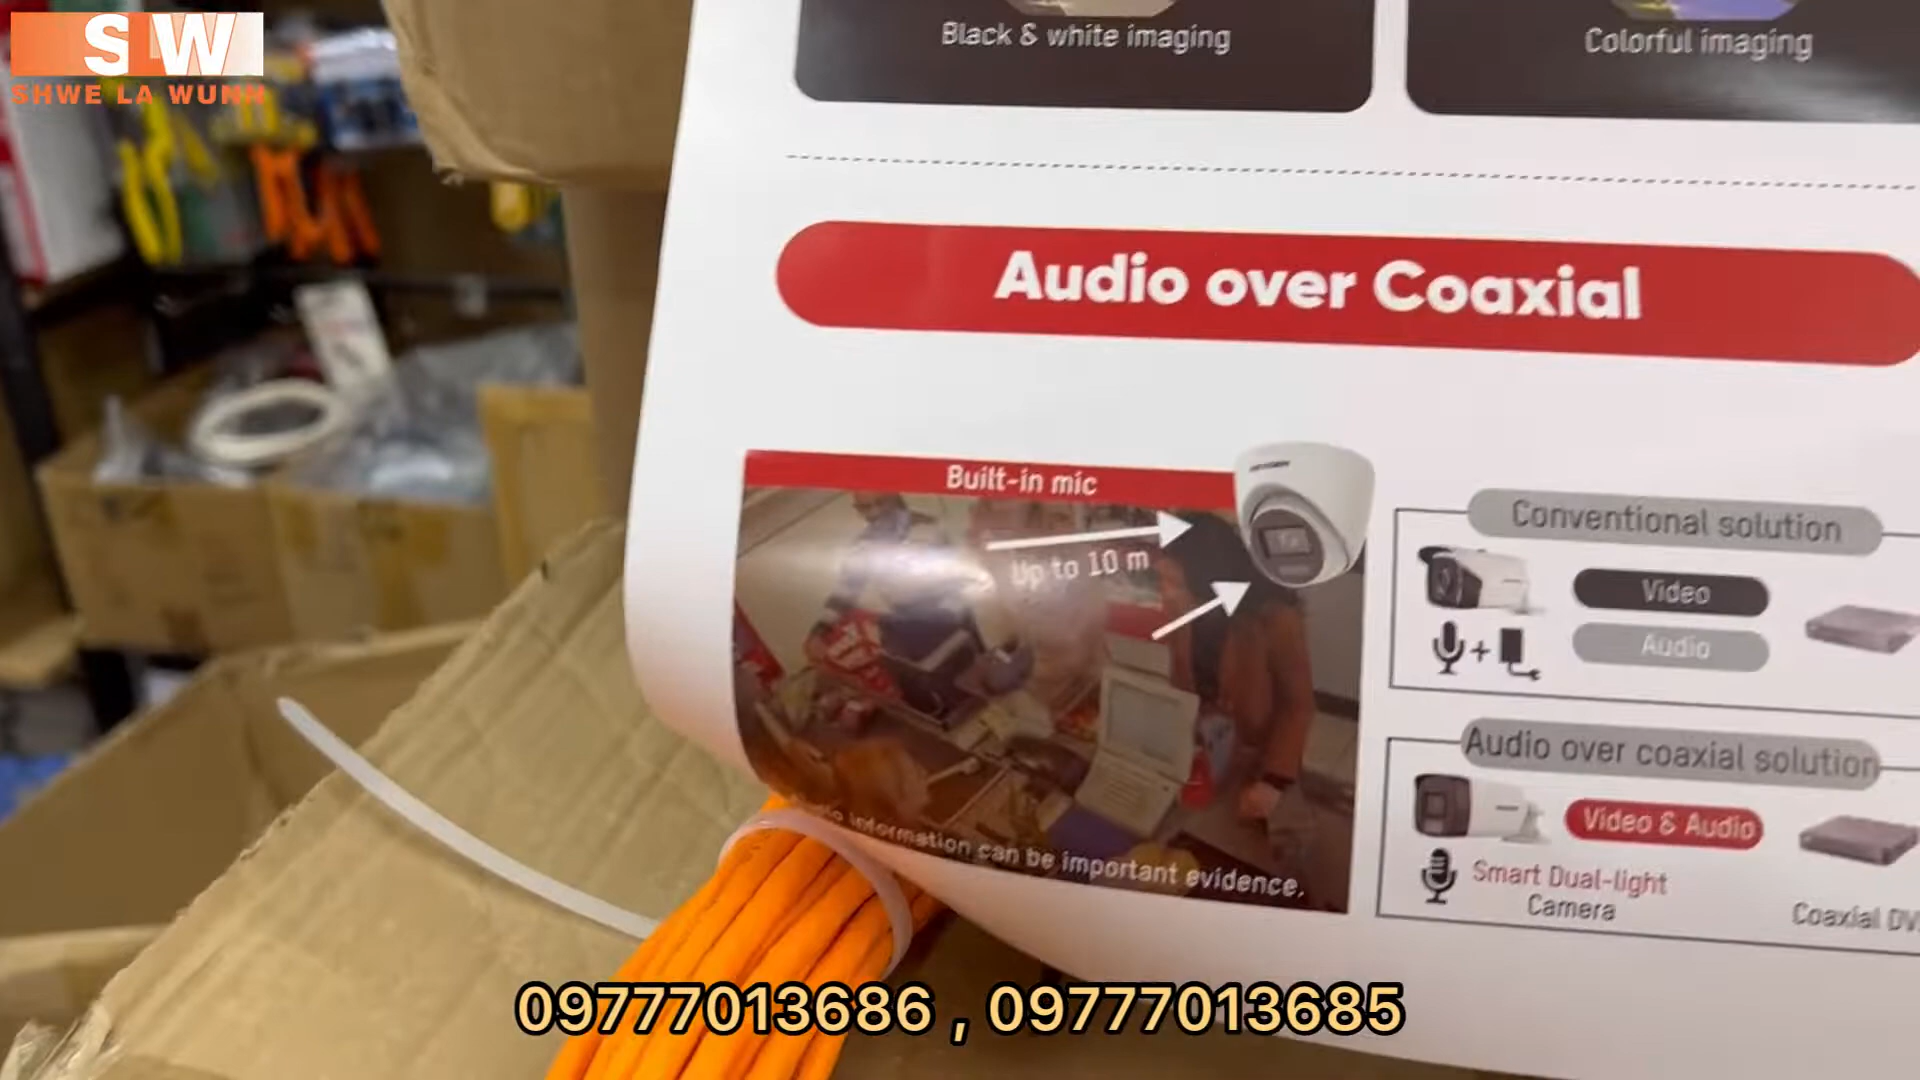 SLW
SHWE LA WUNN
Black & white imaging
Colorful imaging
Audio over Coaxial
Built-in mic
Up to 10 m
information can be important evidence.
Conventional solution
Video
Audio
Audio over coaxial solution
Video & Audio
Smart Dual-light
Camera
Coaxial
09777013686 , 09777013685